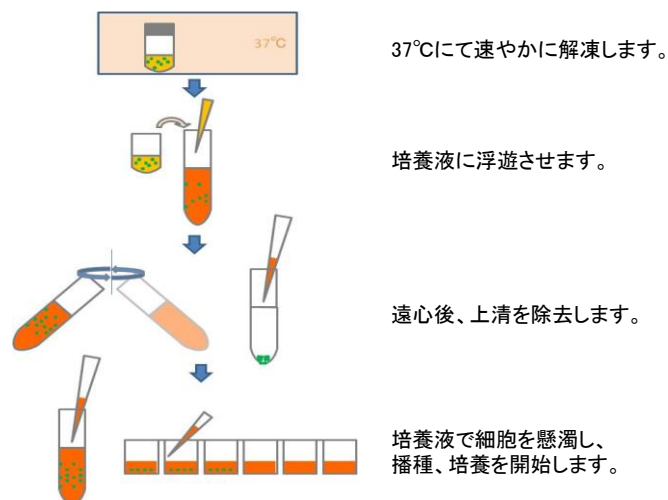 37℃
37℃にて速やかに解凍します。
培養液に浮遊させます。
遠心後、上清を除去します。
培養液で細胞を懸濁し、
播種、培養を開始します。